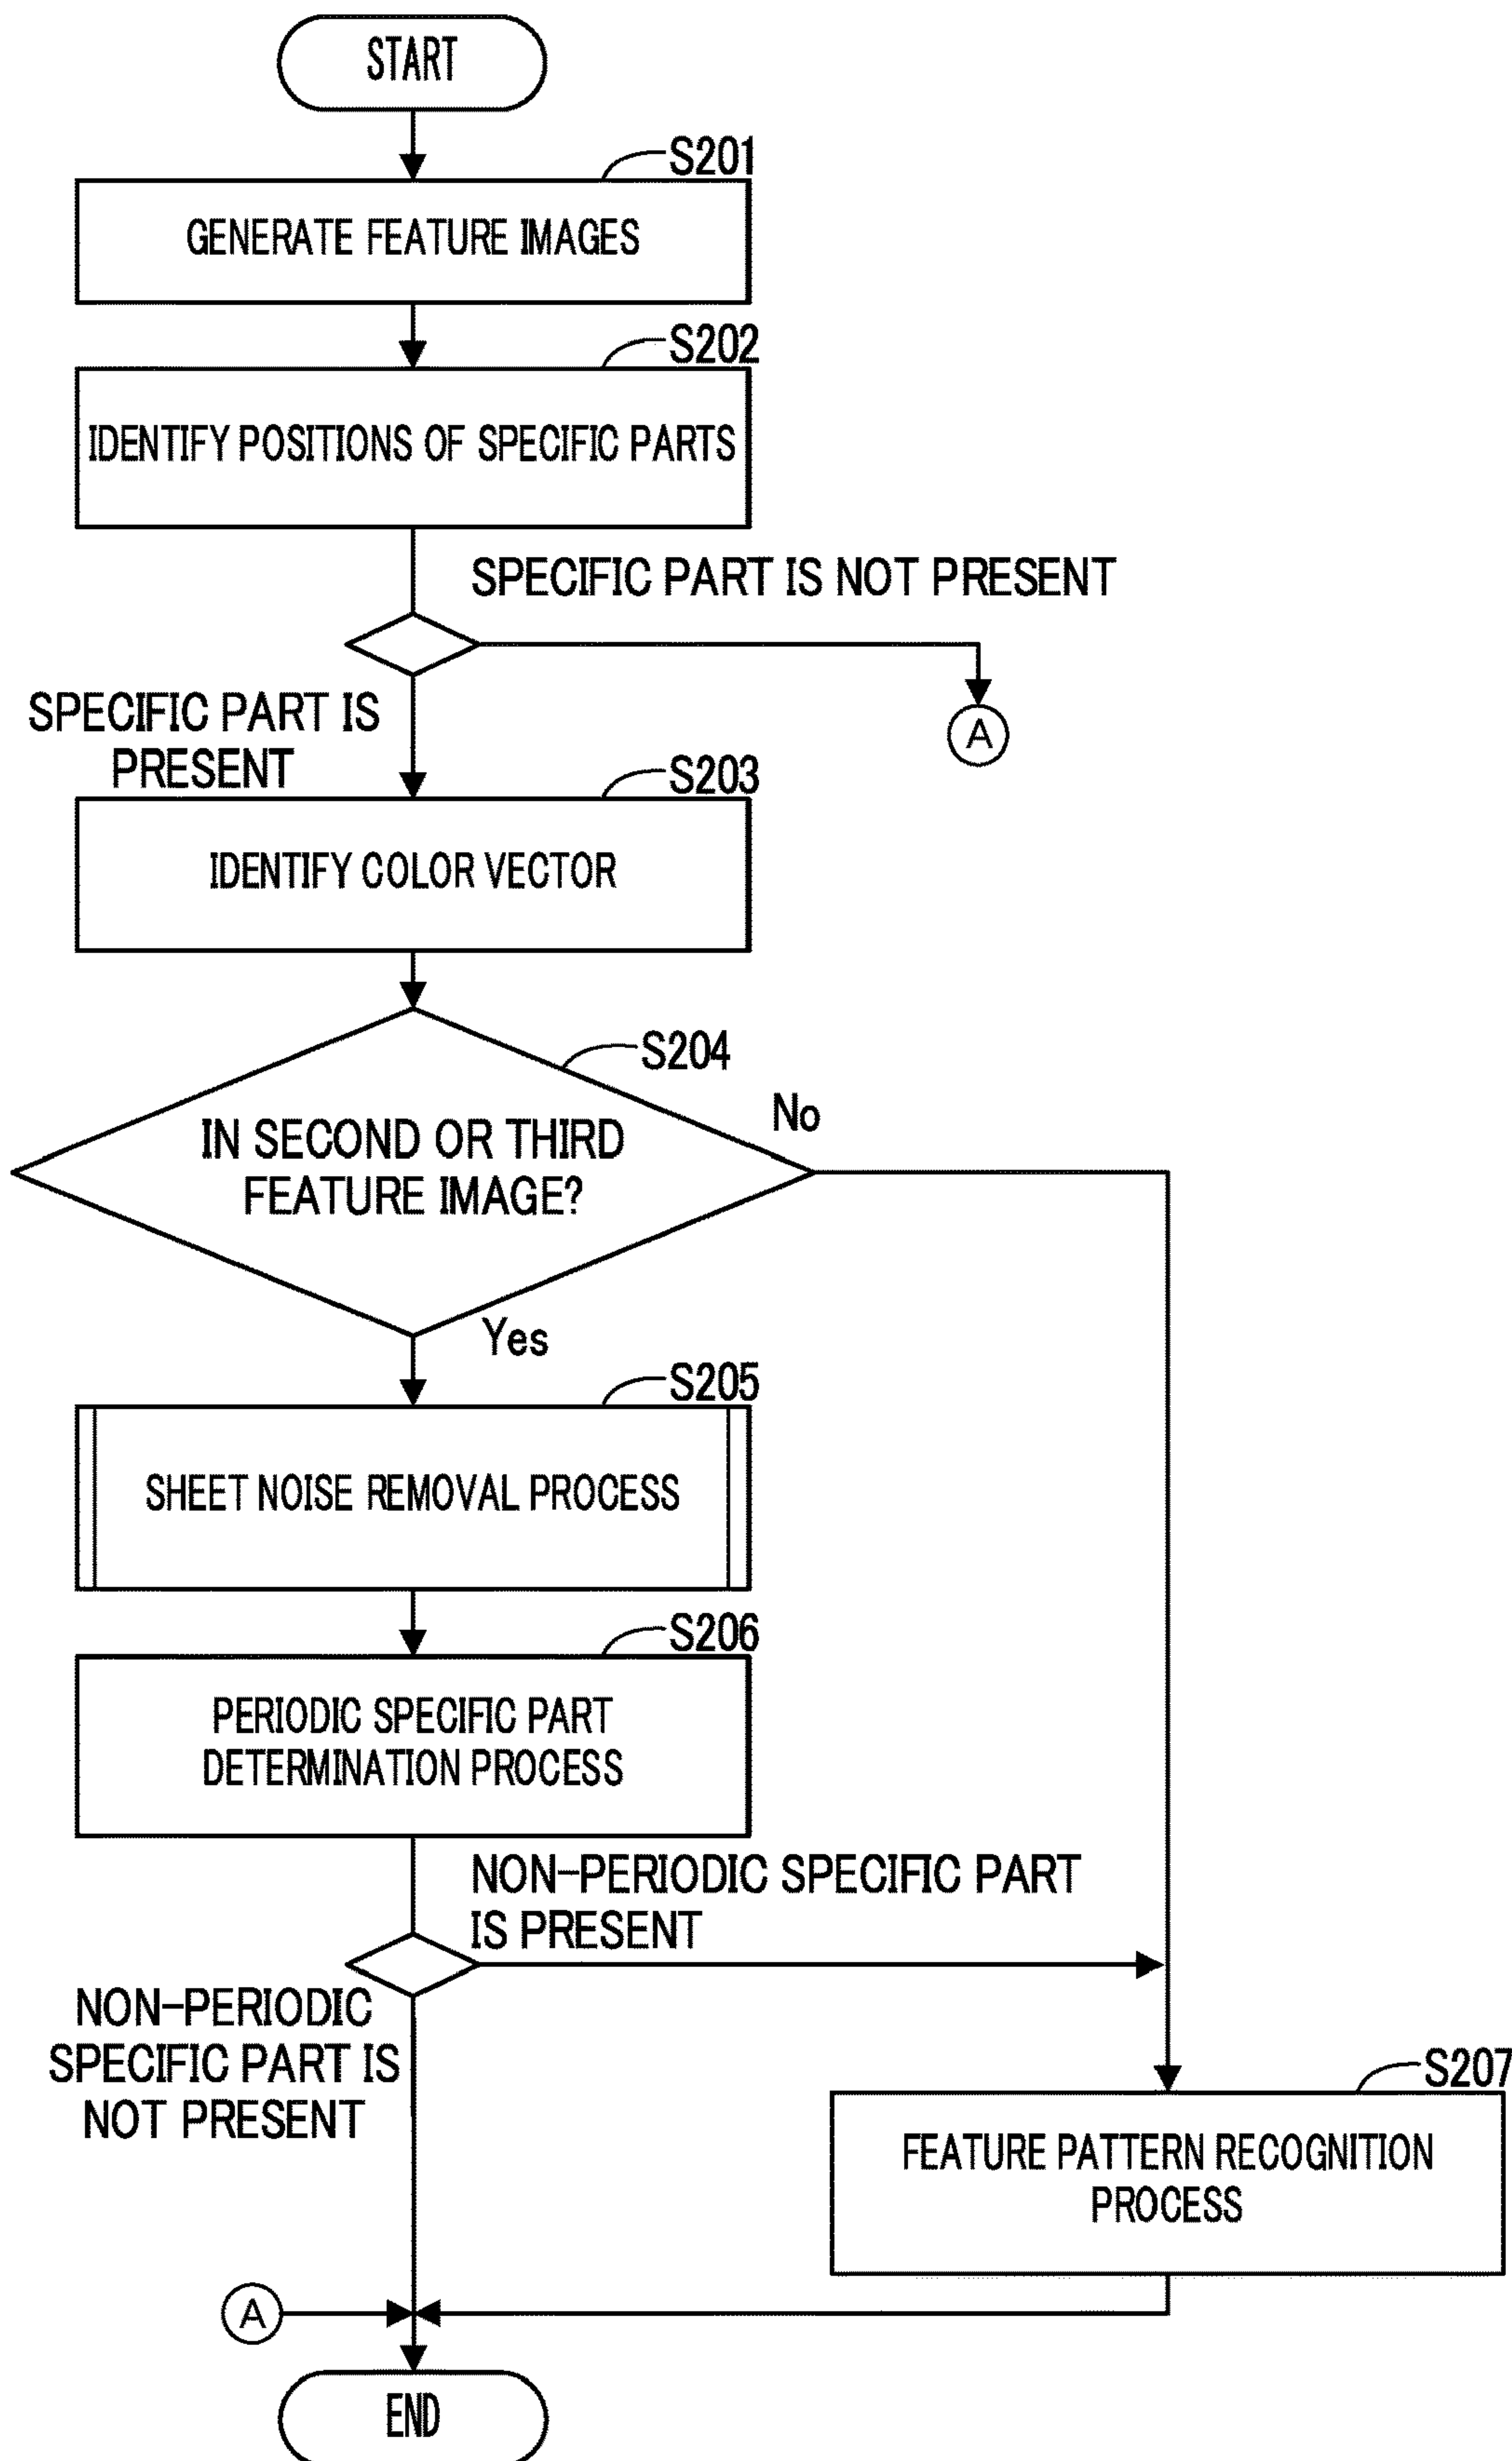 START
S201
GENERATE FEATURE IMAGES
S202
IDENTIFY POSITIONS OF SPECIFIC PARTS
SPECIFIC PART IS NOT PRESENT
A
SPECIFIC PART IS
PRESENT
S203
IDENTIFY COLOR VECTOR
S204
IN SECOND OR THIRD
FEATURE IMAGE?
No
Yes
S205
SHEET NOISE REMOVAL PROCESS
S206
PERIODIC SPECIFIC PART
DETERMINATION PROCESS
NON-PERIODIC SPECIFIC PART
IS PRESENT
NON-PERIODIC
SPECIFIC PART IS
NOT PRESENT
S207
FEATURE PATTERN RECOGNITION
PROCESS
A
END